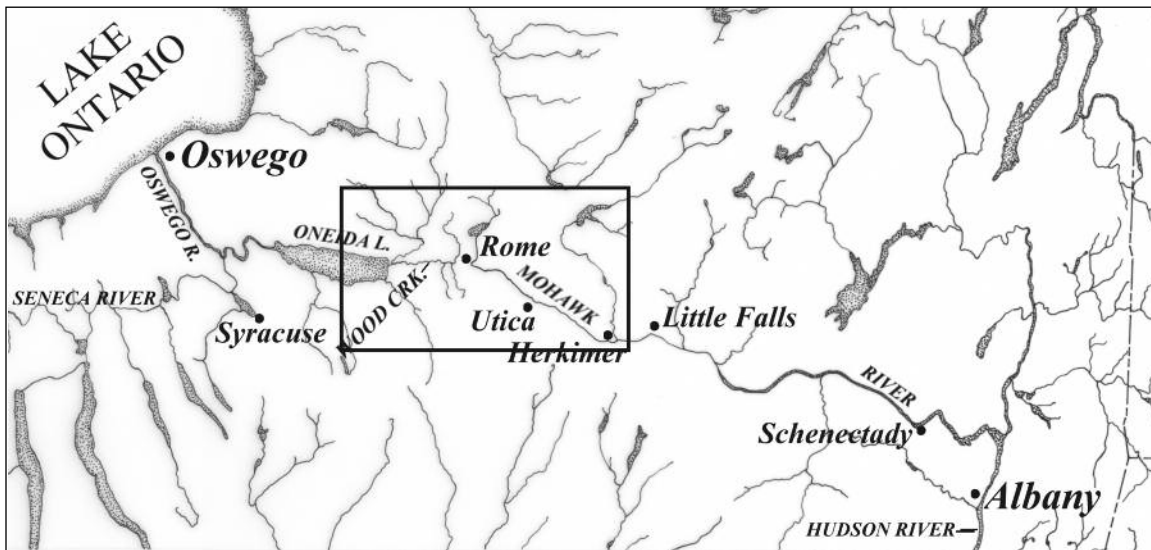 LAKE
ONTARIO
Oswego
OSWEGO R.
ONEIDA L.
Rome
WOOD CRK.
MOHAWK
SENECA RIVER
Syracuse
Utica
Herkimer
Little Falls
RIVER
Schenectady
Albany
HUDSON RIVER